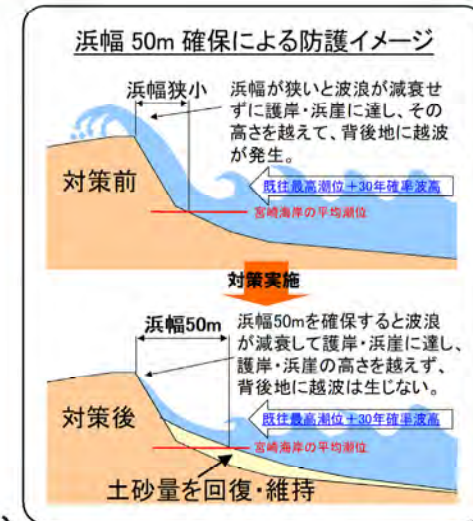 浜幅 50m 確保による防護イメージ
浜幅狭小
浜幅が狭いと波浪が減衰せ
ずに護岸・浜崖に達し、その
高さを越えて、背後地に越波
が発生。
対策前
既往最高潮位+30年確率波高
宮崎海岸の平均潮位
対策実施
浜幅50m
浜幅50mを確保すると波浪
が減衰して護岸・浜崖に達し、
護岸・浜崖の高さを越えず、
背後地に越波は生じない。
対策後
既往最高潮位+30年確率波高
宮崎海岸の平均潮位
土砂量を回復・維持